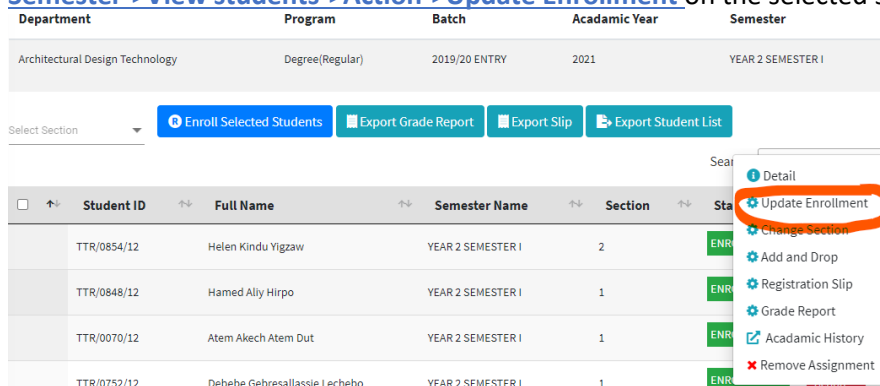 Semester > View students > Action > Update Enrollment on the selected s
Department Program Batch Acadamic Year Semester
Architectural Design Technology Degree(Regular) 2019/20 ENTRY 2021 YEAR 2 SEMESTER I
Select Section Enroll Selected Students Export Grade Report Export Slip Export Student List
Sear
Detail
Student ID Full Name Semester Name Section Sta
Update Enrollment
Change Section
TTR/0854/12 Helen Kindu Yigzaw YEAR 2 SEMESTER I 2 ENR
Add and Drop
Registration Slip
TTR/0848/12 Hamed Aliy Hirpo YEAR 2 SEMESTER I 1 ENR
Grade Report
TTR/0070/12 Atem Akech Atem Dut YEAR 2 SEMESTER I 1 ENR
Acadamic History
Remove Assignment
TTR/0752/12 Debebe Gebresallassie Lechebo YEAR 2 SEMESTER I 1 ENR